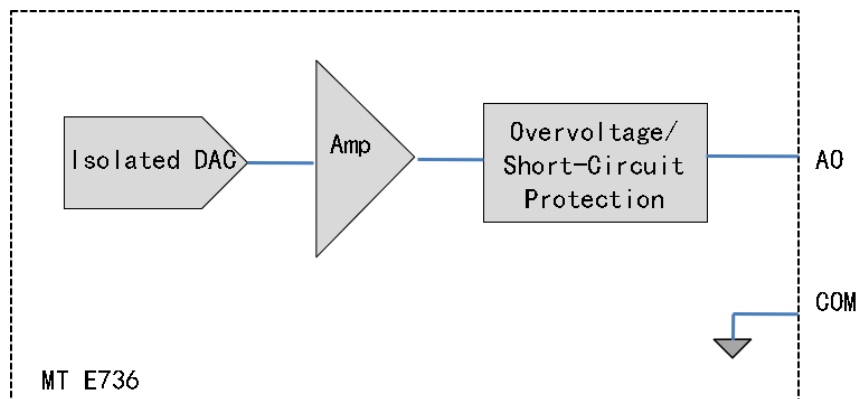 Isolated DAC
Amp
Overvoltage/
Short-Circuit
Protection
AO
COM
MT E736